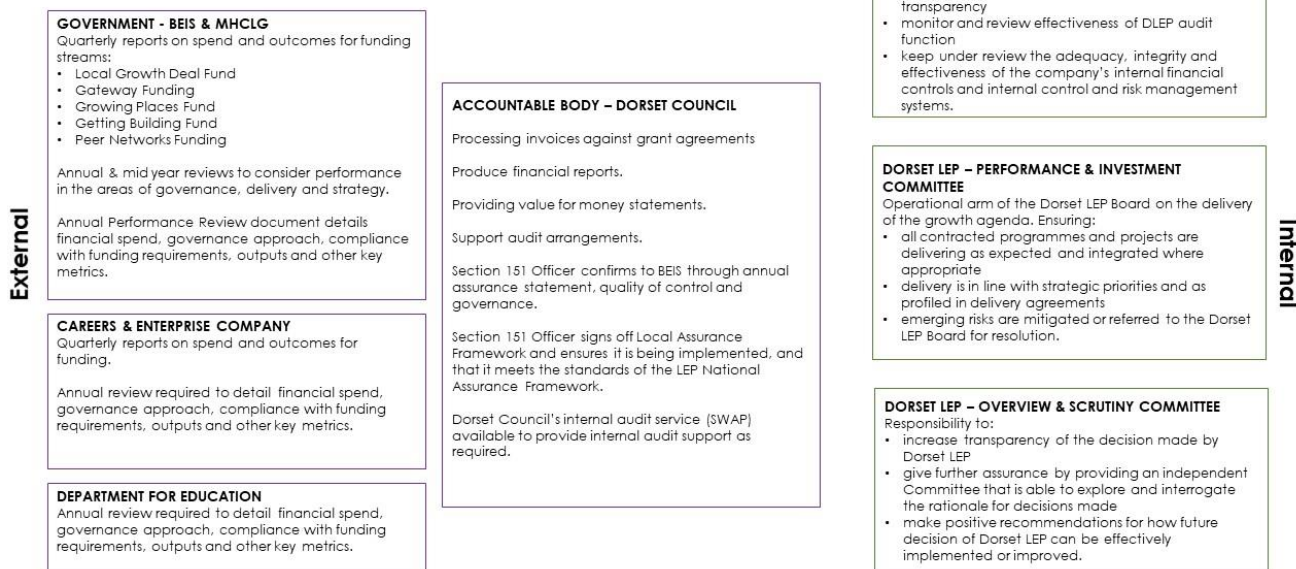 External
GOVERNMENT - BEIS & MHCLG
Quarterly reports on spend and outcomes for funding
streams:
• Local Growth Deal Fund
• Gateway Funding
• Growing Places Fund
• Getting Building Fund
• Peer Networks Funding
Annual & mid year reviews to consider performance
in the areas of governance, delivery and strategy.
Annual Performance Review document details
financial spend, governance approach, compliance
with funding requirements, outputs and other key
metrics.
CAREERS & ENTERPRISE COMPANY
Quarterly reports on spend and outcomes for
funding.
Annual review required to detail financial spend,
governance approach, compliance with funding
requirements, outputs and other key metrics.
DEPARTMENT FOR EDUCATION
Annual review required to detail financial spend,
governance approach, compliance with funding
requirements, outputs and other key metrics.
ACCOUNTABLE BODY – DORSET COUNCIL
Processing invoices against grant agreements
Produce financial reports.
Providing value for money statements.
Support audit arrangements.
Section 151 Officer confirms to BEIS through annual
assurance statement, quality of control and
governance.
Section 151 Officer signs off Local Assurance
Framework and ensures it is being implemented, and
that it meets the standards of the LEP National
Assurance Framework.
Dorset Council's internal audit service (SWAP)
available to provide internal audit support as
required.
transparency
• monitor and review effectiveness of DLEP audit
function
• keep under review the adequacy, integrity and
effectiveness of the company's internal financial
controls and internal control and risk management
systems.
DORSET LEP – PERFORMANCE & INVESTMENT
COMMITTEE
Operational arm of the Dorset LEP Board on the delivery
of the growth agenda. Ensuring:
• all contracted programmes and projects are
delivering as expected and integrated where
appropriate
• delivery is in line with strategic priorities and as
profiled in delivery agreements
• emerging risks are mitigated or referred to the Dorset
LEP Board for resolution.
DORSET LEP – OVERVIEW & SCRUTINY COMMITTEE
Responsibility to:
• increase transparency of the decision made by
Dorset LEP
• give further assurance by providing an independent
Committee that is able to explore and interrogate
the rationale for decisions made
• make positive recommendations for how future
decision of Dorset LEP can be effectively
implemented or improved.
Internal